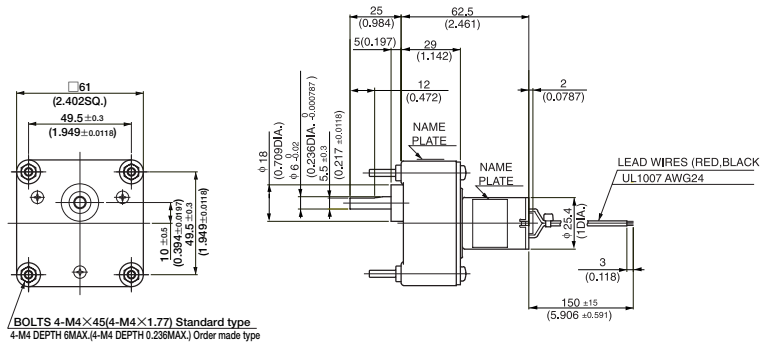 □61
(2.402SQ.)
49.5 ±0.3
(1.949±0.0118)
10 ±0.5
(0.394±0.0197)
49.5 ±0.3
(1.949±0.0118)
BOLTS 4-M4×45(4-M4×1.77) Standard type
4-M4 DEPTH 6MAX.(4-M4 DEPTH 0.236MAX.) Order made type
25
(0.984)
62.5
(2.461)
5(0.197)
29
(1.142)
12
(0.472)
2
(0.0787)
ϕ18
(0.709DIA.)
ϕ6 0 -0.02
(0.236DIA. 0 -0.000787)
5.5 ±0.3
(0.217 ±0.0118)
NAME
PLATE
NAME
PLATE
LEAD WIRES (RED,BLACK
UL1007 AWG24
ϕ25.4
(1DIA.)
3
(0.118)
150 ±15
(5.906 ±0.591)